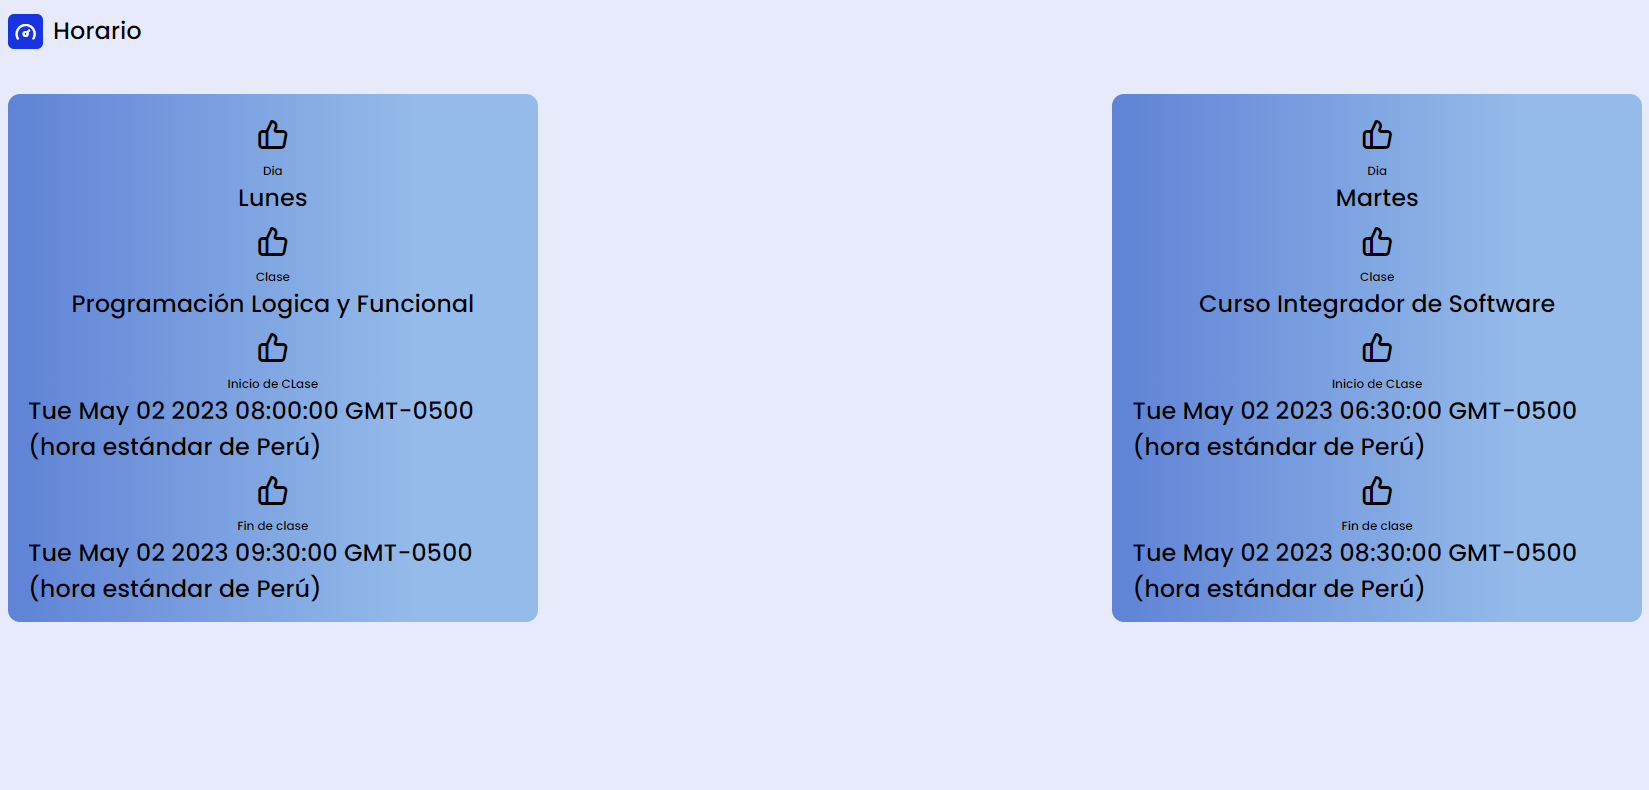 Horario
Dia
Lunes
Clase
Programación Logica y Funcional
Inicio de CLase
Tue May 02 2023 08:00:00 GMT-0500
(hora estándar de Perú)
Fin de clase
Tue May 02 2023 09:30:00 GMT-0500
(hora estándar de Perú)
Dia
Martes
Clase
Curso Integrador de Software
Inicio de CLase
Tue May 02 2023 06:30:00 GMT-0500
(hora estándar de Perú)
Fin de clase
Tue May 02 2023 08:30:00 GMT-0500
(hora estándar de Perú)